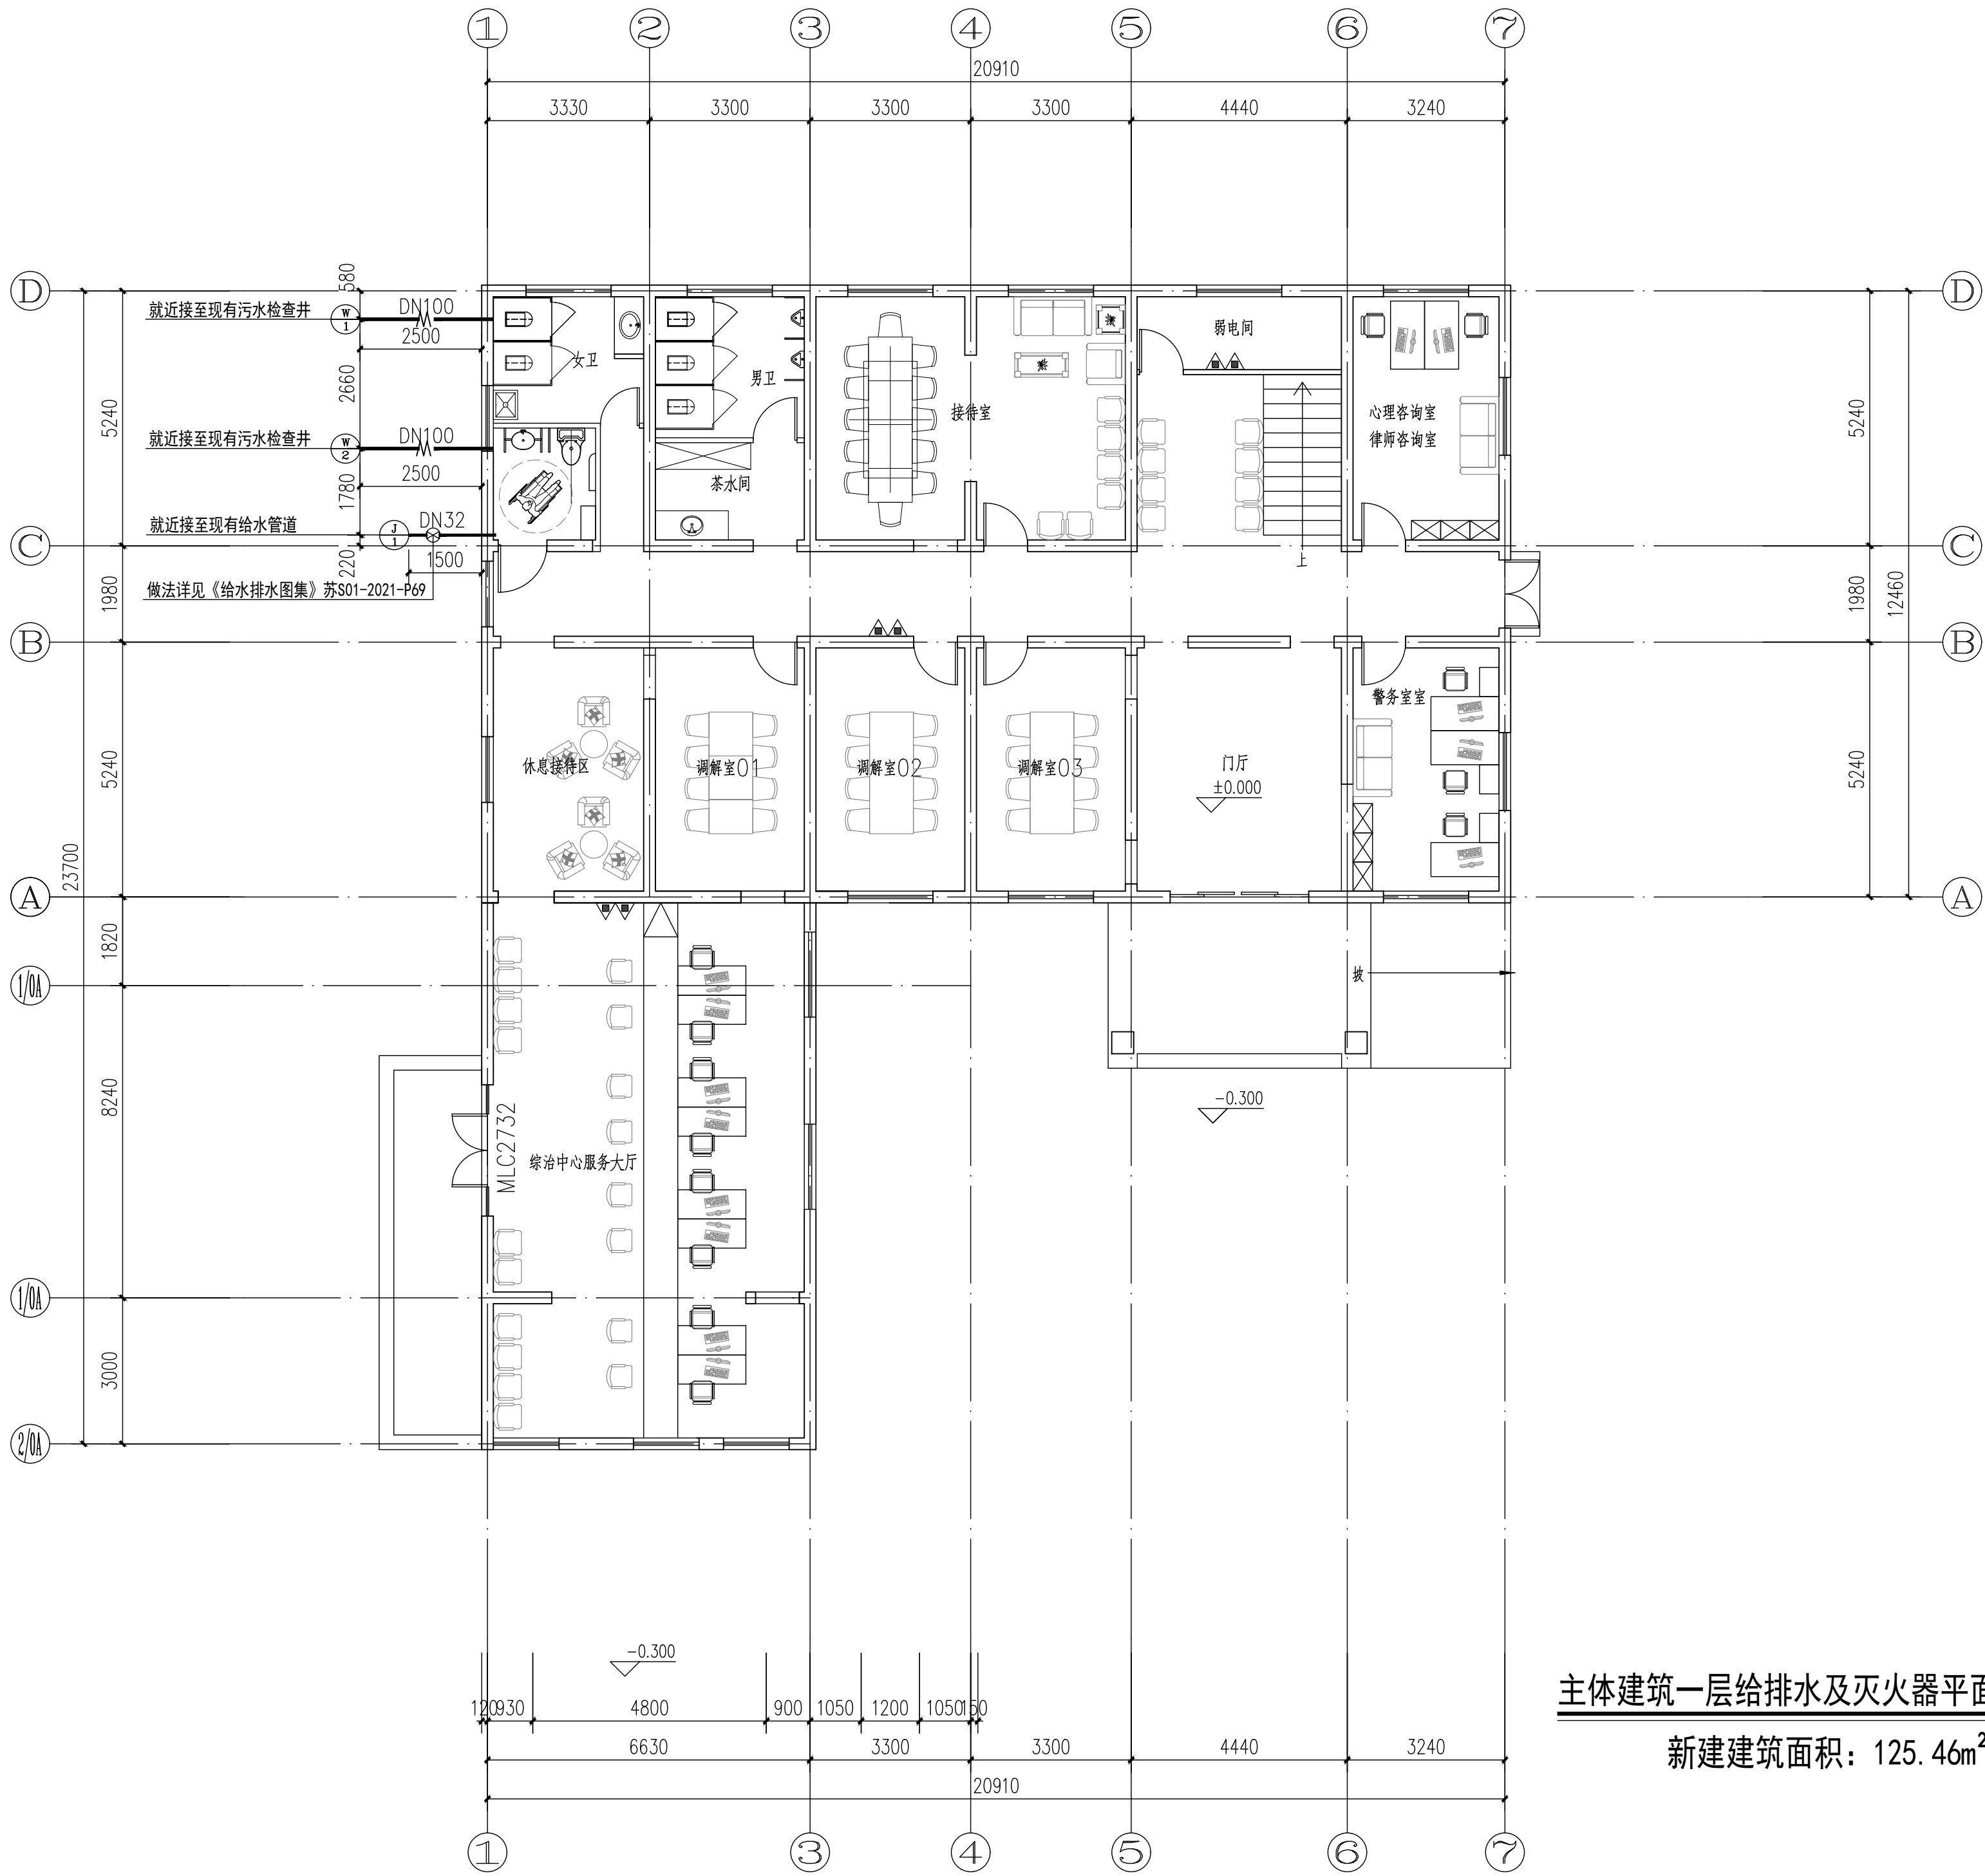 1 2 3 4 5 6 7
20910
3330 3300 3300 3300 4440 3240
D D
580
就近接至现有污水检查井 W 1 DN100
2500
2660
5240 5240
女卫
男卫
接待室
弱电间
心理咨询室
律师咨询室
就近接至现有污水检查井 W 2 DN100
2500
1780
茶水间
就近接至现有给水管道 J 1 DN32
1500
220
上
C C
做法详见《给水排水图集》苏S01-2021-P69
1980 1980
12460
B B
警务室室
5240 5240
休息接待区 调解室01 调解室02 调解室03
门厅
±0.000
23700
A A
1820
坡
1/0A
8240
-0.300
MLC2732
综治中心服务大厅
1/0A
3000
2/0A
-0.300
120 930 4800 900 1050 1200 1050 150
6630 3300 3300 4440 3240
20910
1 3 4 5 6 7
主体建筑一层给排水及灭火器平面
新建建筑面积：125.46m²